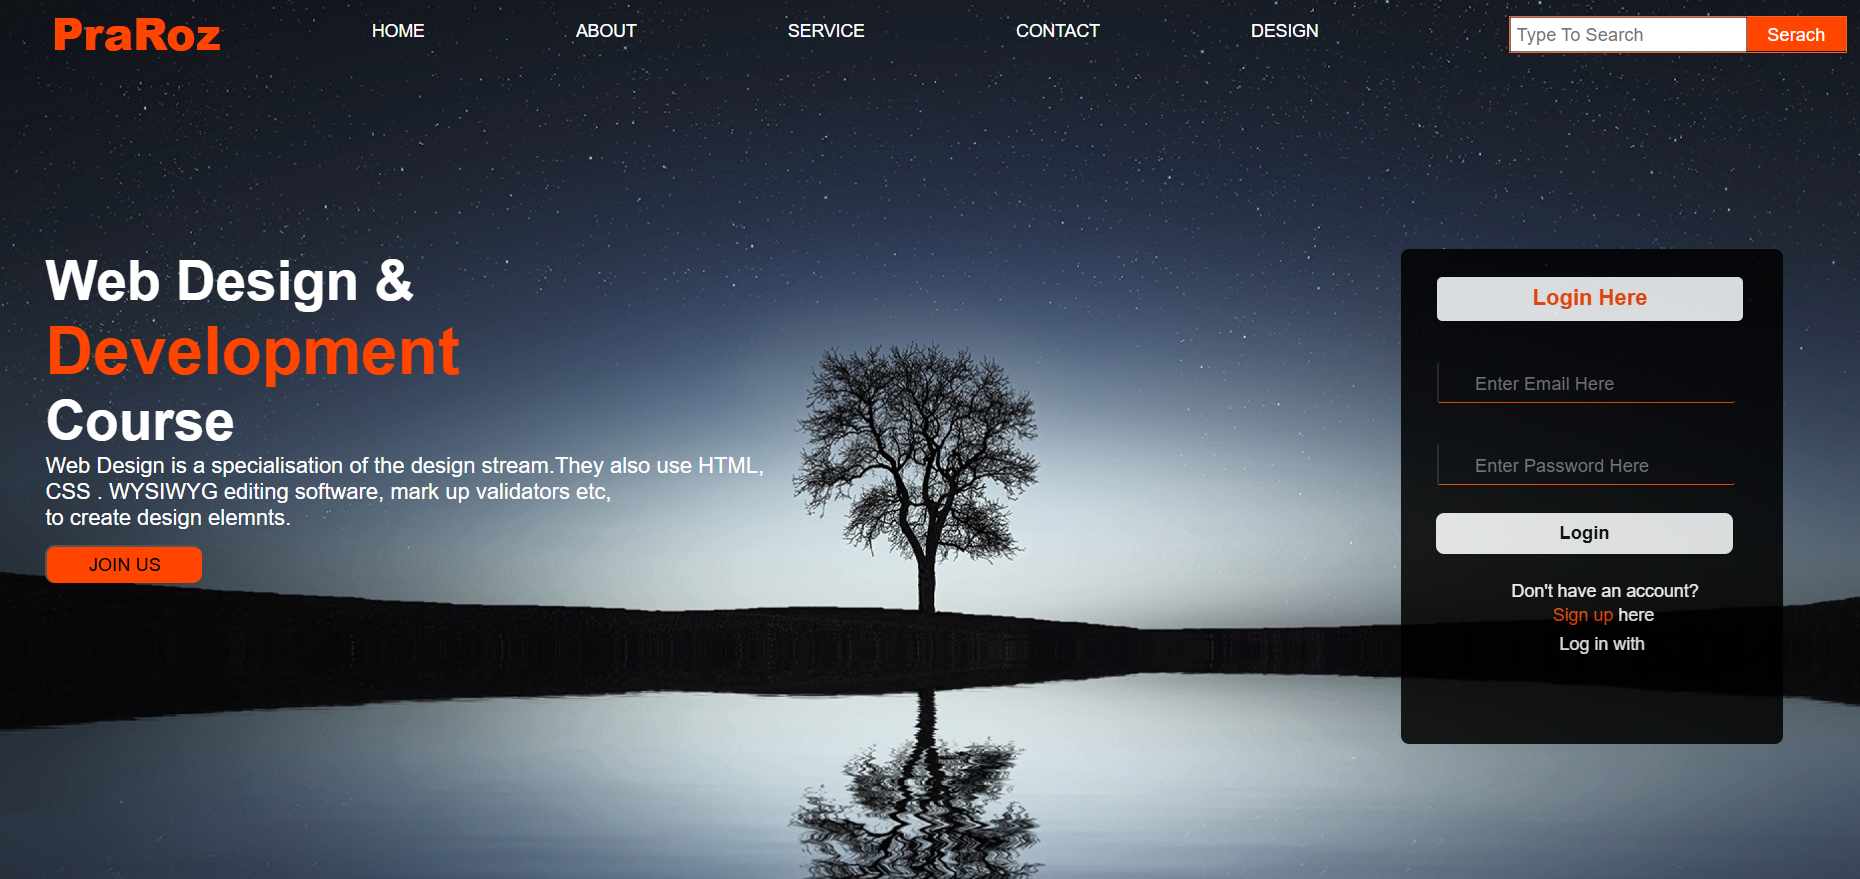 PraRoz
HOME
ABOUT
SERVICE
CONTACT
DESIGN
Type To Search
Serach
Web Design &
Development
Course
Web Design is a specialisation of the design stream.They also use HTML,
CSS . WYSIWYG editing software, mark up validators etc,
to create design elemnts.
JOIN US
Login Here
Enter Email Here
Enter Password Here
Login
Don't have an account?
Sign up here
Log in with